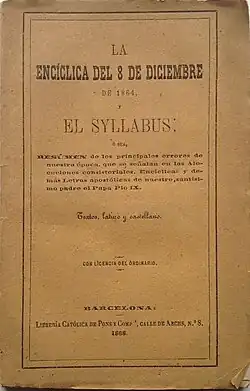 LA
ENCÍCLICA DEL 8 DE DICIEMBRE
DE 1864,
Y
EL SYLLABUS;
ó sea,
RESÚMEN de los principales errores de
nuestra época, que se señalan en las Alo-
cuciones consistoriales, Encíclicas y de-
más Letras apostólicas de nuestro santísi-
mo padre el Papa Pio IX.
Textos, latino y castellano.
CON LICENCIA DEL ORDINARIO.
BARCELONA:
LIBRERÍA CATÓLICA DE PONS Y COMP.ª, CALLE DE ARCHS, N.º 8.